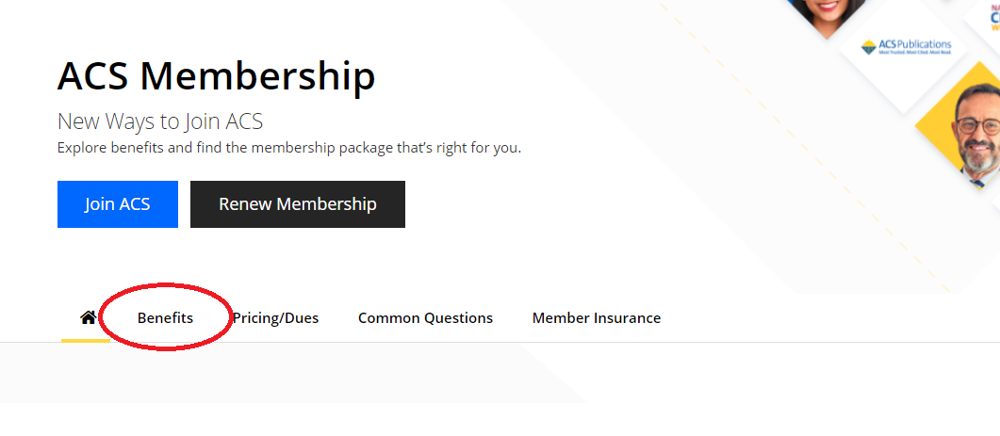 ACS Publications
Most Trusted. Most Cited. Most Read.
ACS Membership
New Ways to Join ACS
Explore benefits and find the membership package that's right for you.
Join ACS
Renew Membership
Benefits
Pricing/Dues
Common Questions
Member Insurance